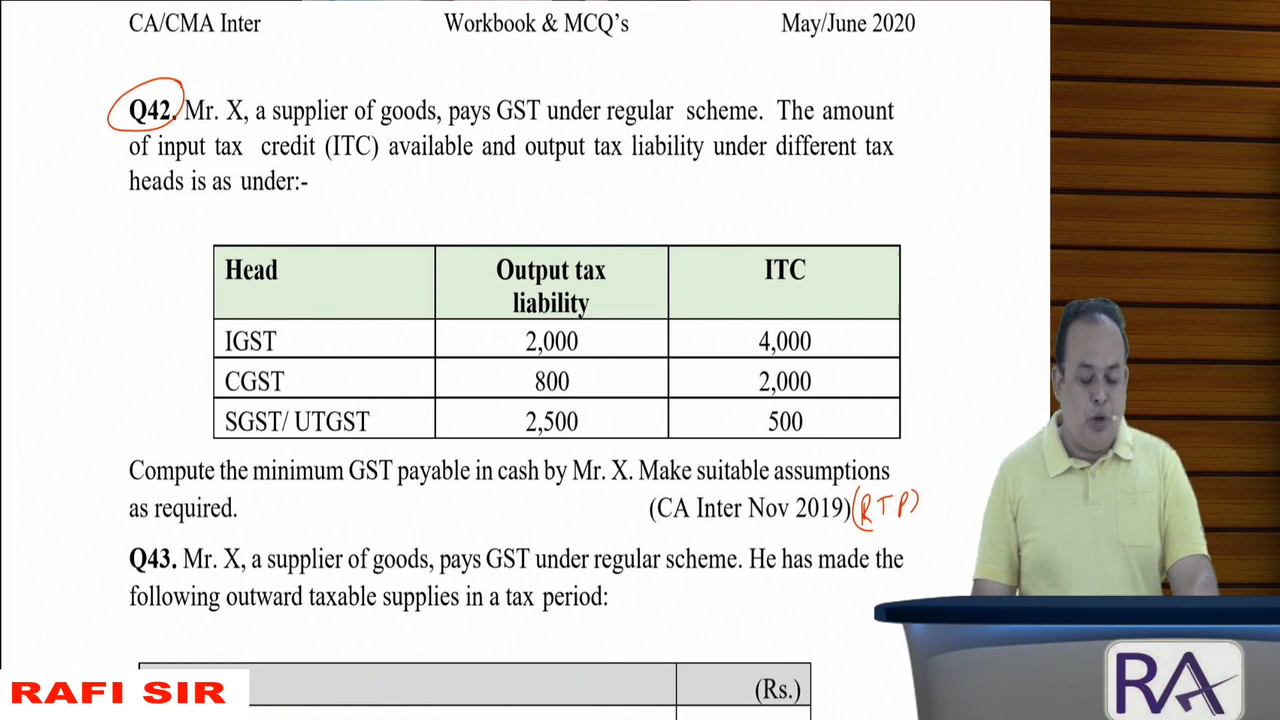 CA/CMA Inter Workbook & MCQ's May/June 2020
Q42. Mr. X, a supplier of goods, pays GST under regular scheme. The amount
of input tax credit (ITC) available and output tax liability under different tax
heads is as under:-
Head Output tax liability ITC
IGST 2,000 4,000
CGST 800 2,000
SGST/ UTGST 2,500 500
Compute the minimum GST payable in cash by Mr. X. Make suitable assumptions
as required. (CA Inter Nov 2019) (RTP)
Q43. Mr. X, a supplier of goods, pays GST under regular scheme. He has made the
following outward taxable supplies in a tax period:
(Rs.)
RAFI SIR
RA